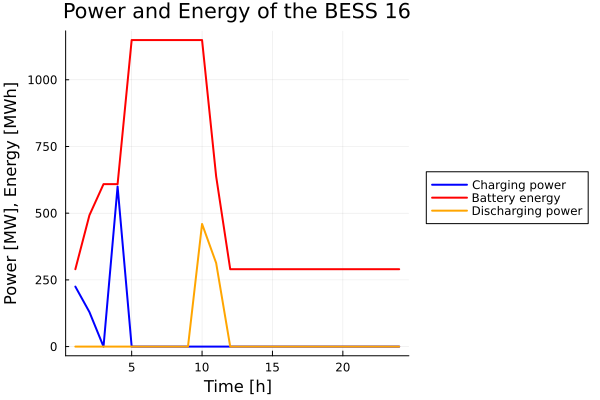 Power and Energy of the BESS 16
Power [MW], Energy [MWh]
1000
750
500
250
0
5
10
15
20
Time [h]
Charging power
Battery energy
Discharging power